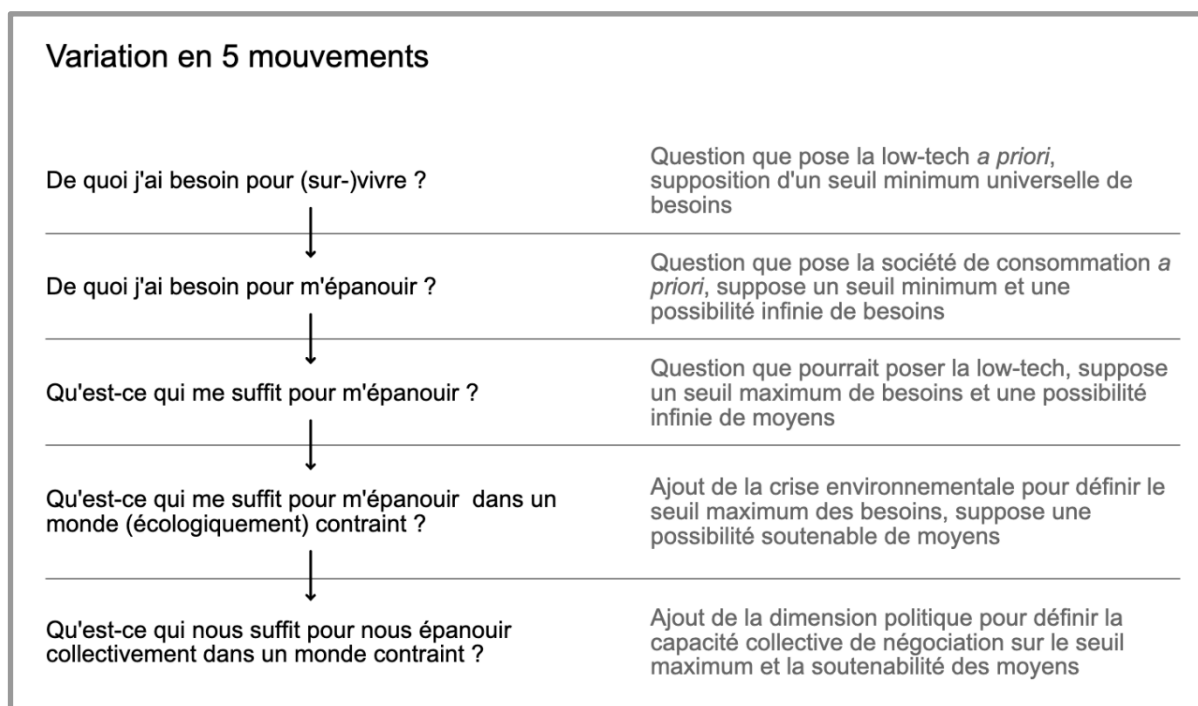 Variation en 5 mouvements
De quoi j'ai besoin pour (sur-)vivre ?
Question que pose la low-tech a priori,
supposition d'un seuil minimum universelle de
besoins
De quoi j'ai besoin pour m'épanouir ?
Question que pose la société de consommation a
priori, suppose un seuil minimum et une
possibilité infinie de besoins
Qu'est-ce qui me suffit pour m'épanouir ?
Question que pourrait poser la low-tech, suppose
un seuil maximum de besoins et une possibilité
infinie de moyens
Qu'est-ce qui me suffit pour m'épanouir  dans un
monde (écologiquement) contraint ?
Ajout de la crise environnementale pour définir le
seuil maximum des besoins, suppose une
possibilité soutenable de moyens
Qu'est-ce qui nous suffit pour nous épanouir
collectivement dans un monde contraint ?
Ajout de la dimension politique pour définir la
capacité collective de négociation sur le seuil
maximum et la soutenabilité des moyens